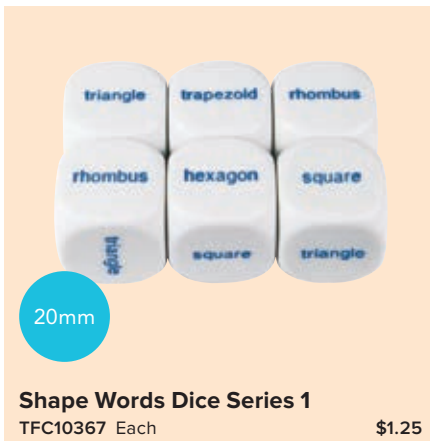 triangle trapezoid rhombus
rhombus hexagon square
triangle square triangle
20mm
Shape Words Dice Series 1
TFC10367 Each $1.25